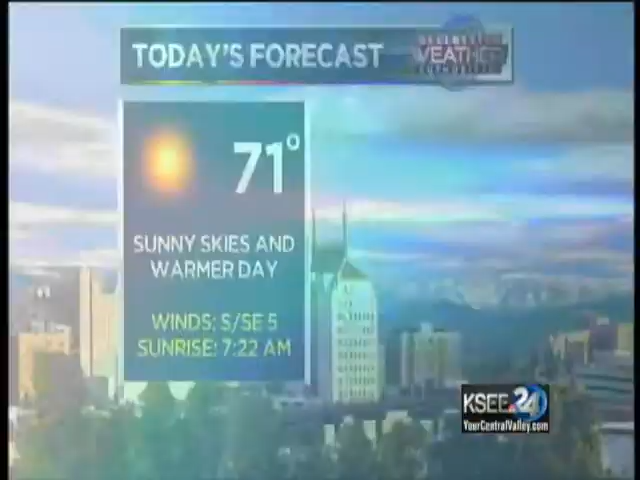 TODAY'S FORECAST
WEATHER
71°
SUNNY SKIES AND
WARMER DAY
WINDS: S/SE 5
SUNRISE: 7:22 AM
KSEE 24
YourCentralValley.com